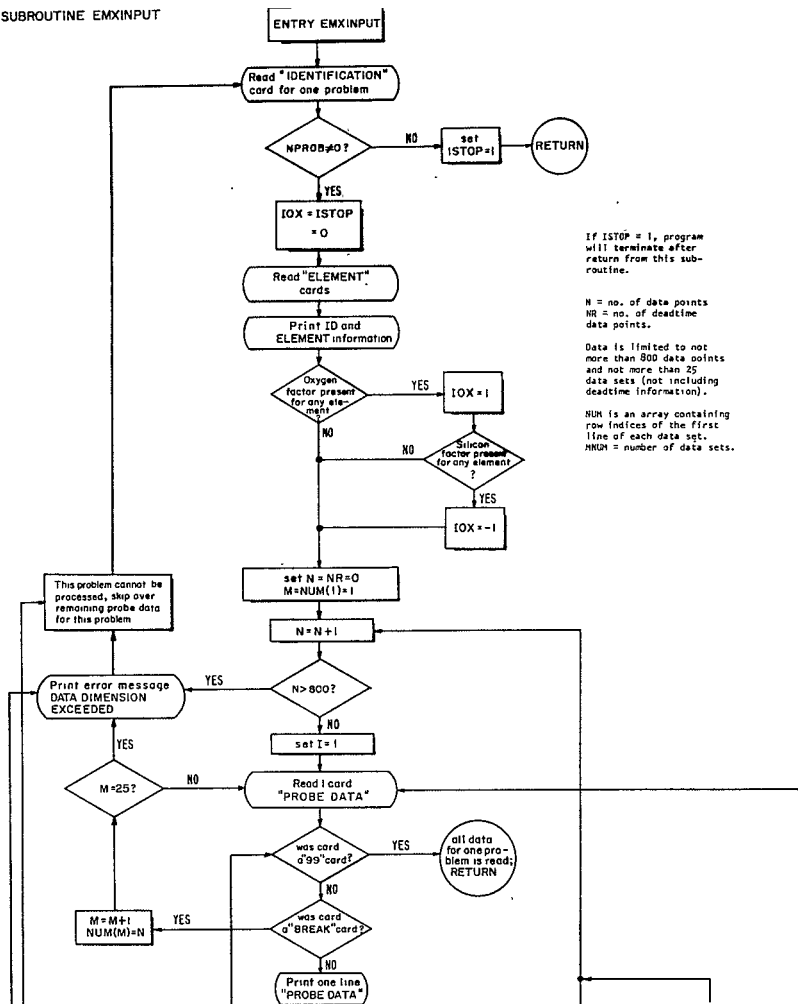 SUBROUTINE EMXINPUT
ENTRY EMXINPUT
Read "IDENTIFICATION"
card for one problem
NPROB≠0?
NO
set
ISTOP=1
RETURN
YES
IOX = ISTOP
= 0
Read "ELEMENT"
cards
Print ID and
ELEMENT information
Oxygen
factor present
for any ele-
ment
?
YES
IOX=1
NO
Silicon
factor present
for any element
?
NO
YES
IOX=-1
If ISTOP = 1, program
will terminate after
return from this sub-
routine.
N = no. of data points
NR = no. of deadtime
data points.
Data is limited to not
more than 800 data points
and not more than 25
data sets (not including
deadtime information).
NUM is an array containing
row indices of the first
line of each data set.
MNUM = number of data sets.
set N = NR=0
M=NUM(1)=1
This problem cannot be
processed, skip over
remaining probe data
for this problem
N=N+1
N>800?
YES
Print error message
DATA DIMENSION
EXCEEDED
NO
set I=1
YES
M=25?
NO
Read 1 card
"PROBE DATA"
was card
a "99" card?
YES
all data
for one pro-
blem is read;
RETURN
NO
was card
a "BREAK" card?
YES
M=M+1
NUM(M)=N
NO
Print one line
"PROBE DATA"